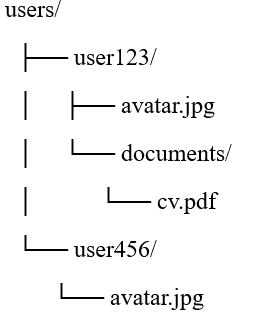 users/
├── user123/
│ ├── avatar.jpg
│ └── documents/
│ └── cv.pdf
└── user456/
└── avatar.jpg